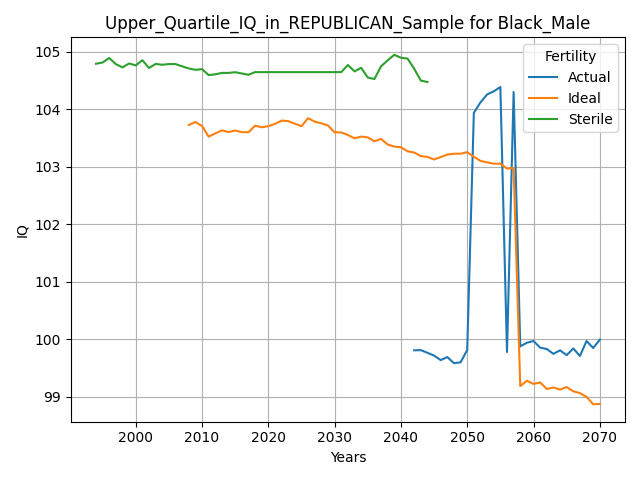 Upper_Quartile_IQ_in_REPUBLICAN_Sample for Black_Male
105
104
103
102
101
100
99
IQ
Fertility
Actual
Ideal
Sterile
2000
2010
2020
2030
2040
2050
2060
2070
Years